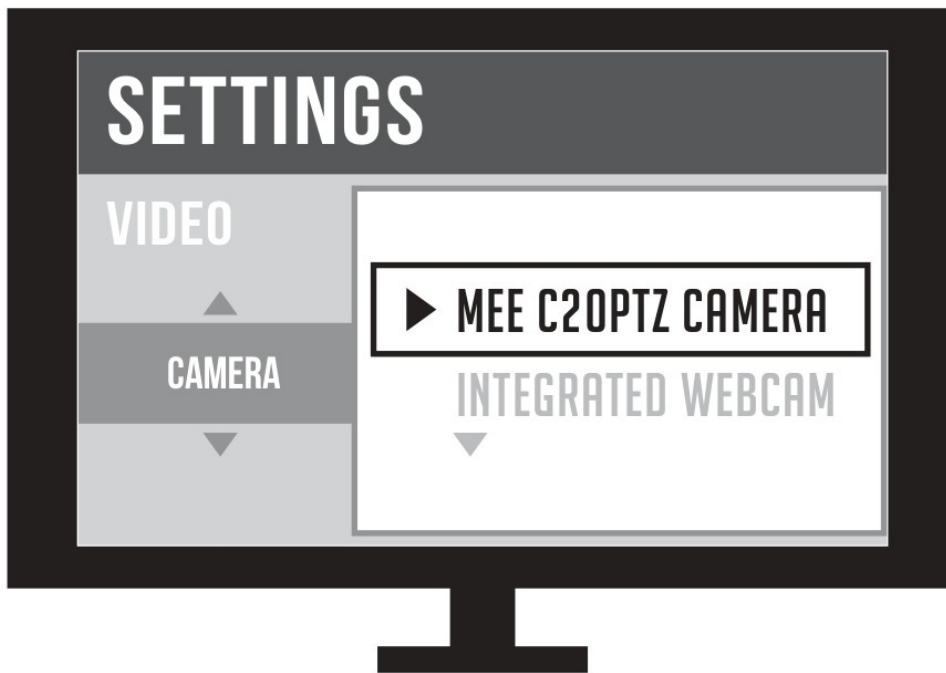 SETTINGS
VIDEO
CAMERA
MEE C20PTZ CAMERA
INTEGRATED WEBCAM